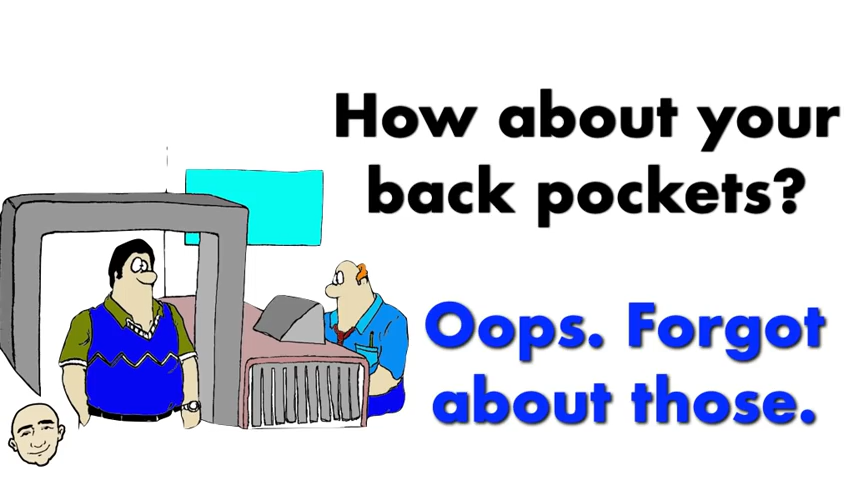 How about your
back pockets?
Oops. Forgot
about those.